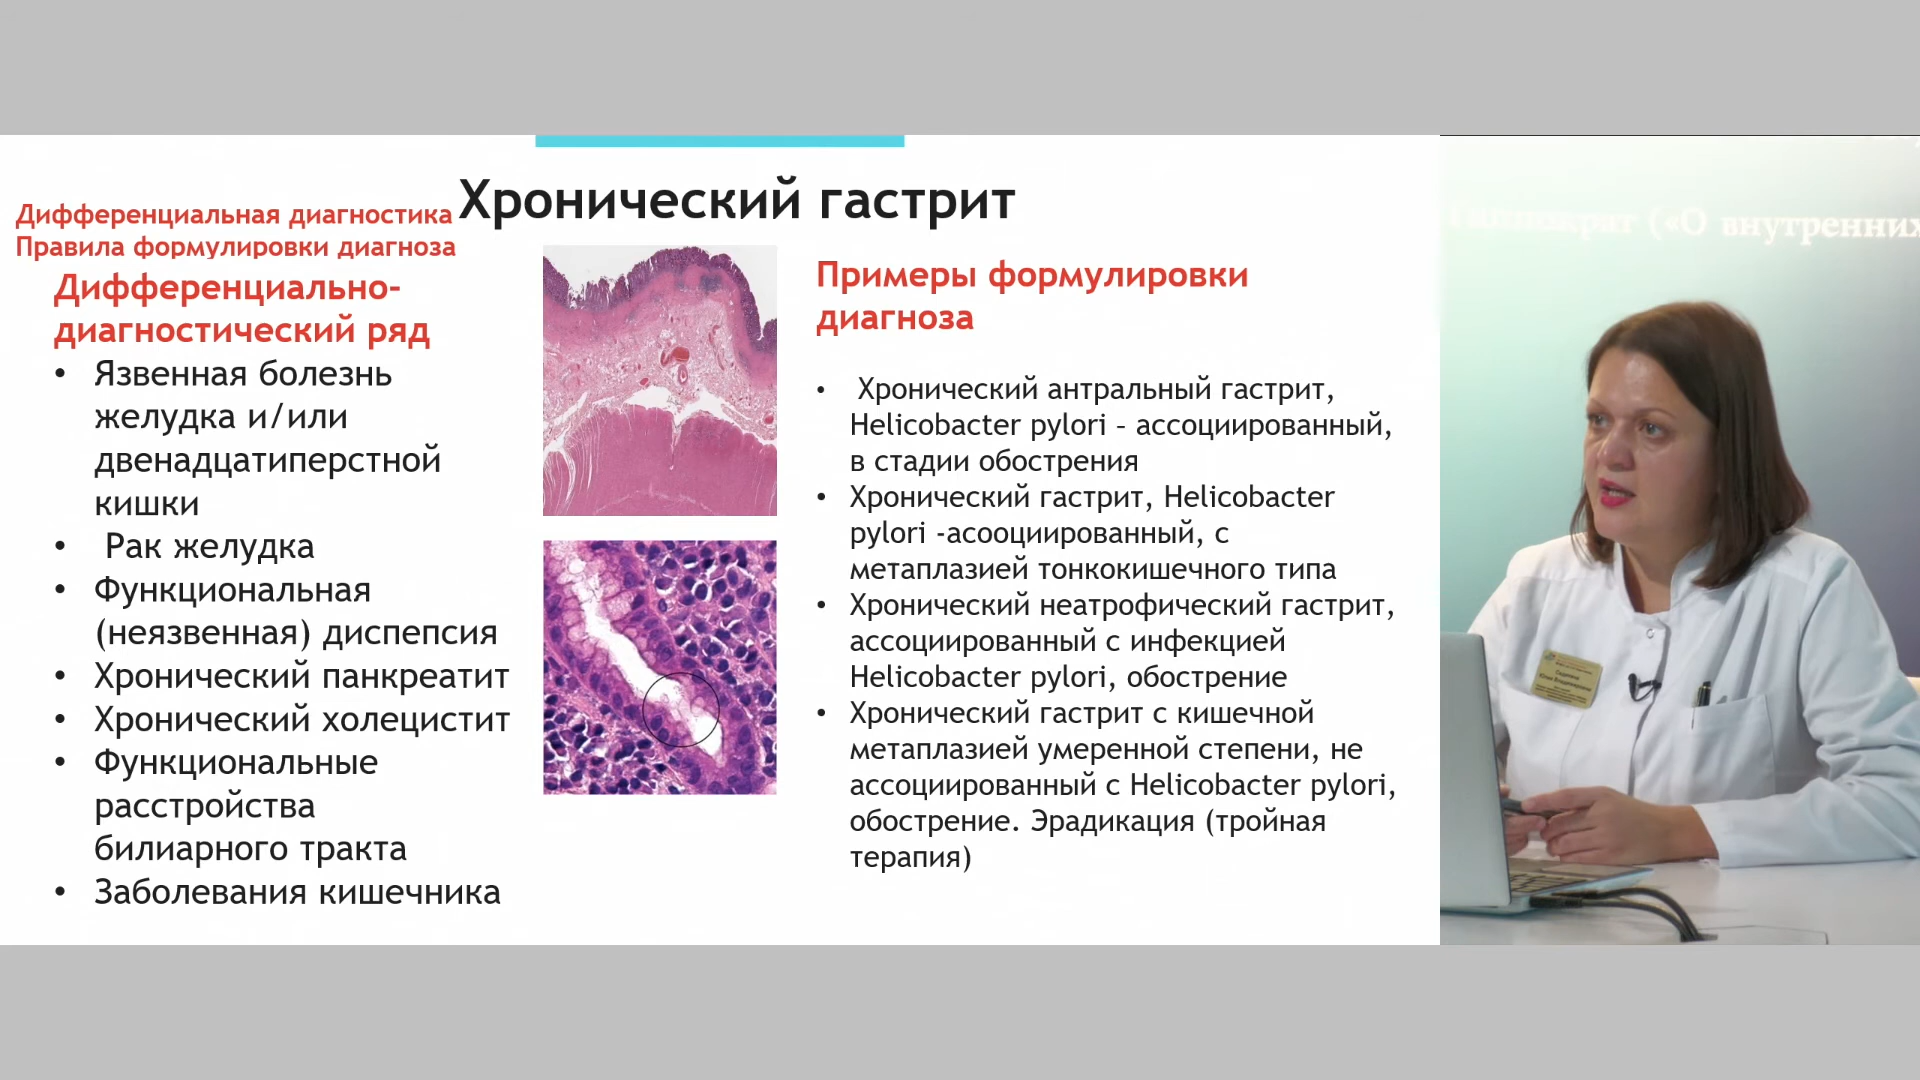 Хронический гастрит
Дифференциальная диагностика
Правила формулировки диагноза
Дифференциально-
диагностический ряд
• Язвенная болезнь
желудка и/или
двенадцатиперстной
кишки
• Рак желудка
• Функциональная
(неязвенная) диспепсия
• Хронический панкреатит
• Хронический холецистит
• Функциональные
расстройства
билиарного тракта
• Заболевания кишечника
Примеры формулировки
диагноза
• Хронический антральный гастрит,
Helicobacter pylori – ассоциированный,
в стадии обострения
• Хронический гастрит, Helicobacter
pylori -асооциированный, с
метаплазией тонкокишечного типа
• Хронический неатрофический гастрит,
ассоциированный с инфекцией
Helicobacter pylori, обострение
• Хронический гастрит с кишечной
метаплазией умеренной степени, не
ассоциированный с Helicobacter pylori,
обострение. Эрадикация (тройная
терапия)
Гиппократ («О внутренних